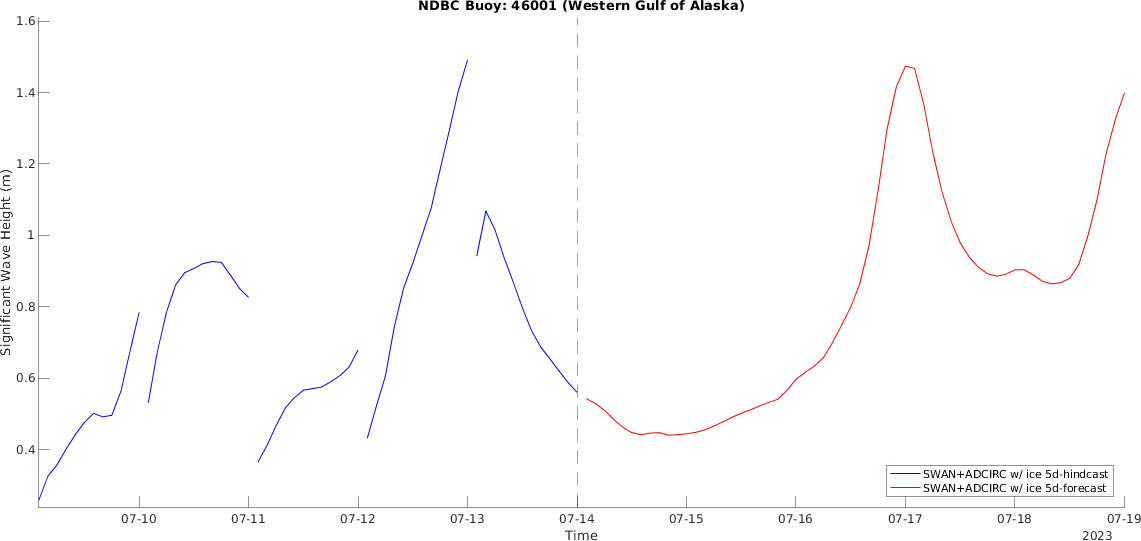 NDBC Buoy: 46001 (Western Gulf of Alaska)
1.6
1.4
1.2
1
0.8
0.6
0.4
Significant Wave Height (m)
SWAN+ADCIRC w/ ice 5d-hindcast
SWAN+ADCIRC w/ ice 5d-forecast
07-10 07-11 07-12 07-13 07-14 07-15 07-16 07-17 07-18 07-19
Time
2023